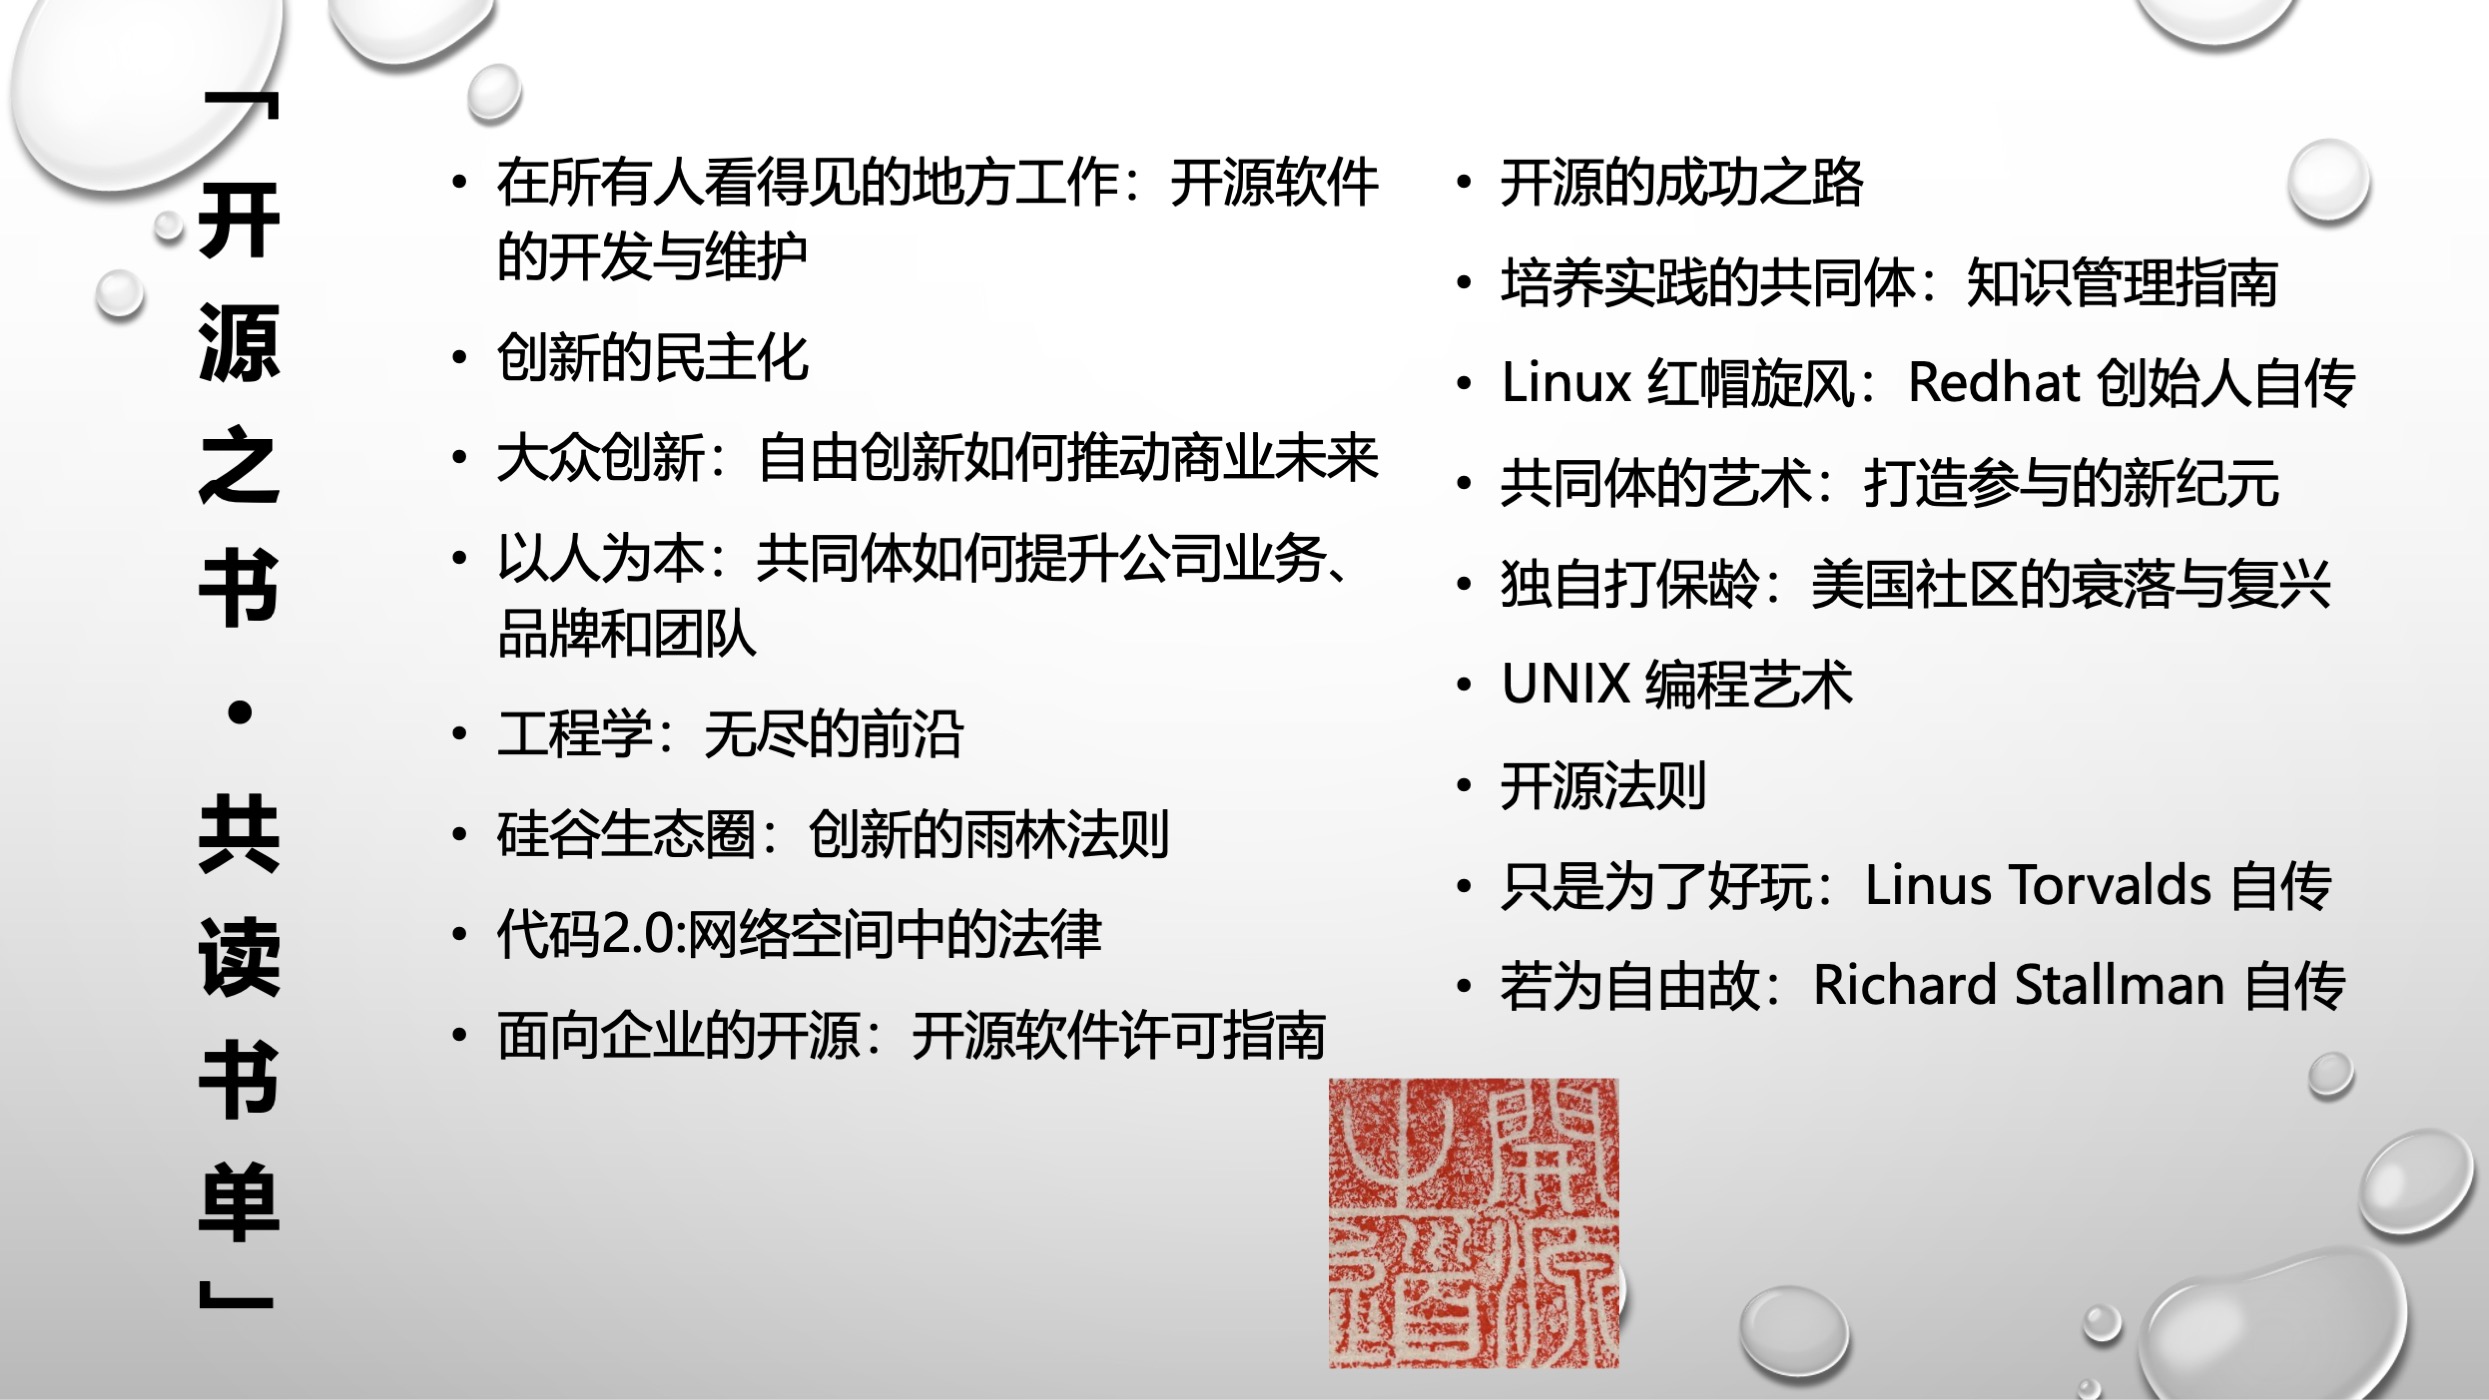 「开源之书·共读书单」
• 在所有人看得见的地方工作：开源软件
的开发与维护
• 创新的民主化
• 大众创新：自由创新如何推动商业未来
• 以人为本：共同体如何提升公司业务、
品牌和团队
• 工程学：无尽的前沿
• 硅谷生态圈：创新的雨林法则
• 代码2.0:网络空间中的法律
• 面向企业的开源：开源软件许可指南
• 开源的成功之路
• 培养实践的共同体：知识管理指南
• Linux 红帽旋风：Redhat 创始人自传
• 共同体的艺术：打造参与的新纪元
• 独自打保龄：美国社区的衰落与复兴
• UNIX 编程艺术
• 开源法则
• 只是为了好玩：Linus Torvalds 自传
• 若为自由故：Richard Stallman 自传
開源
之道